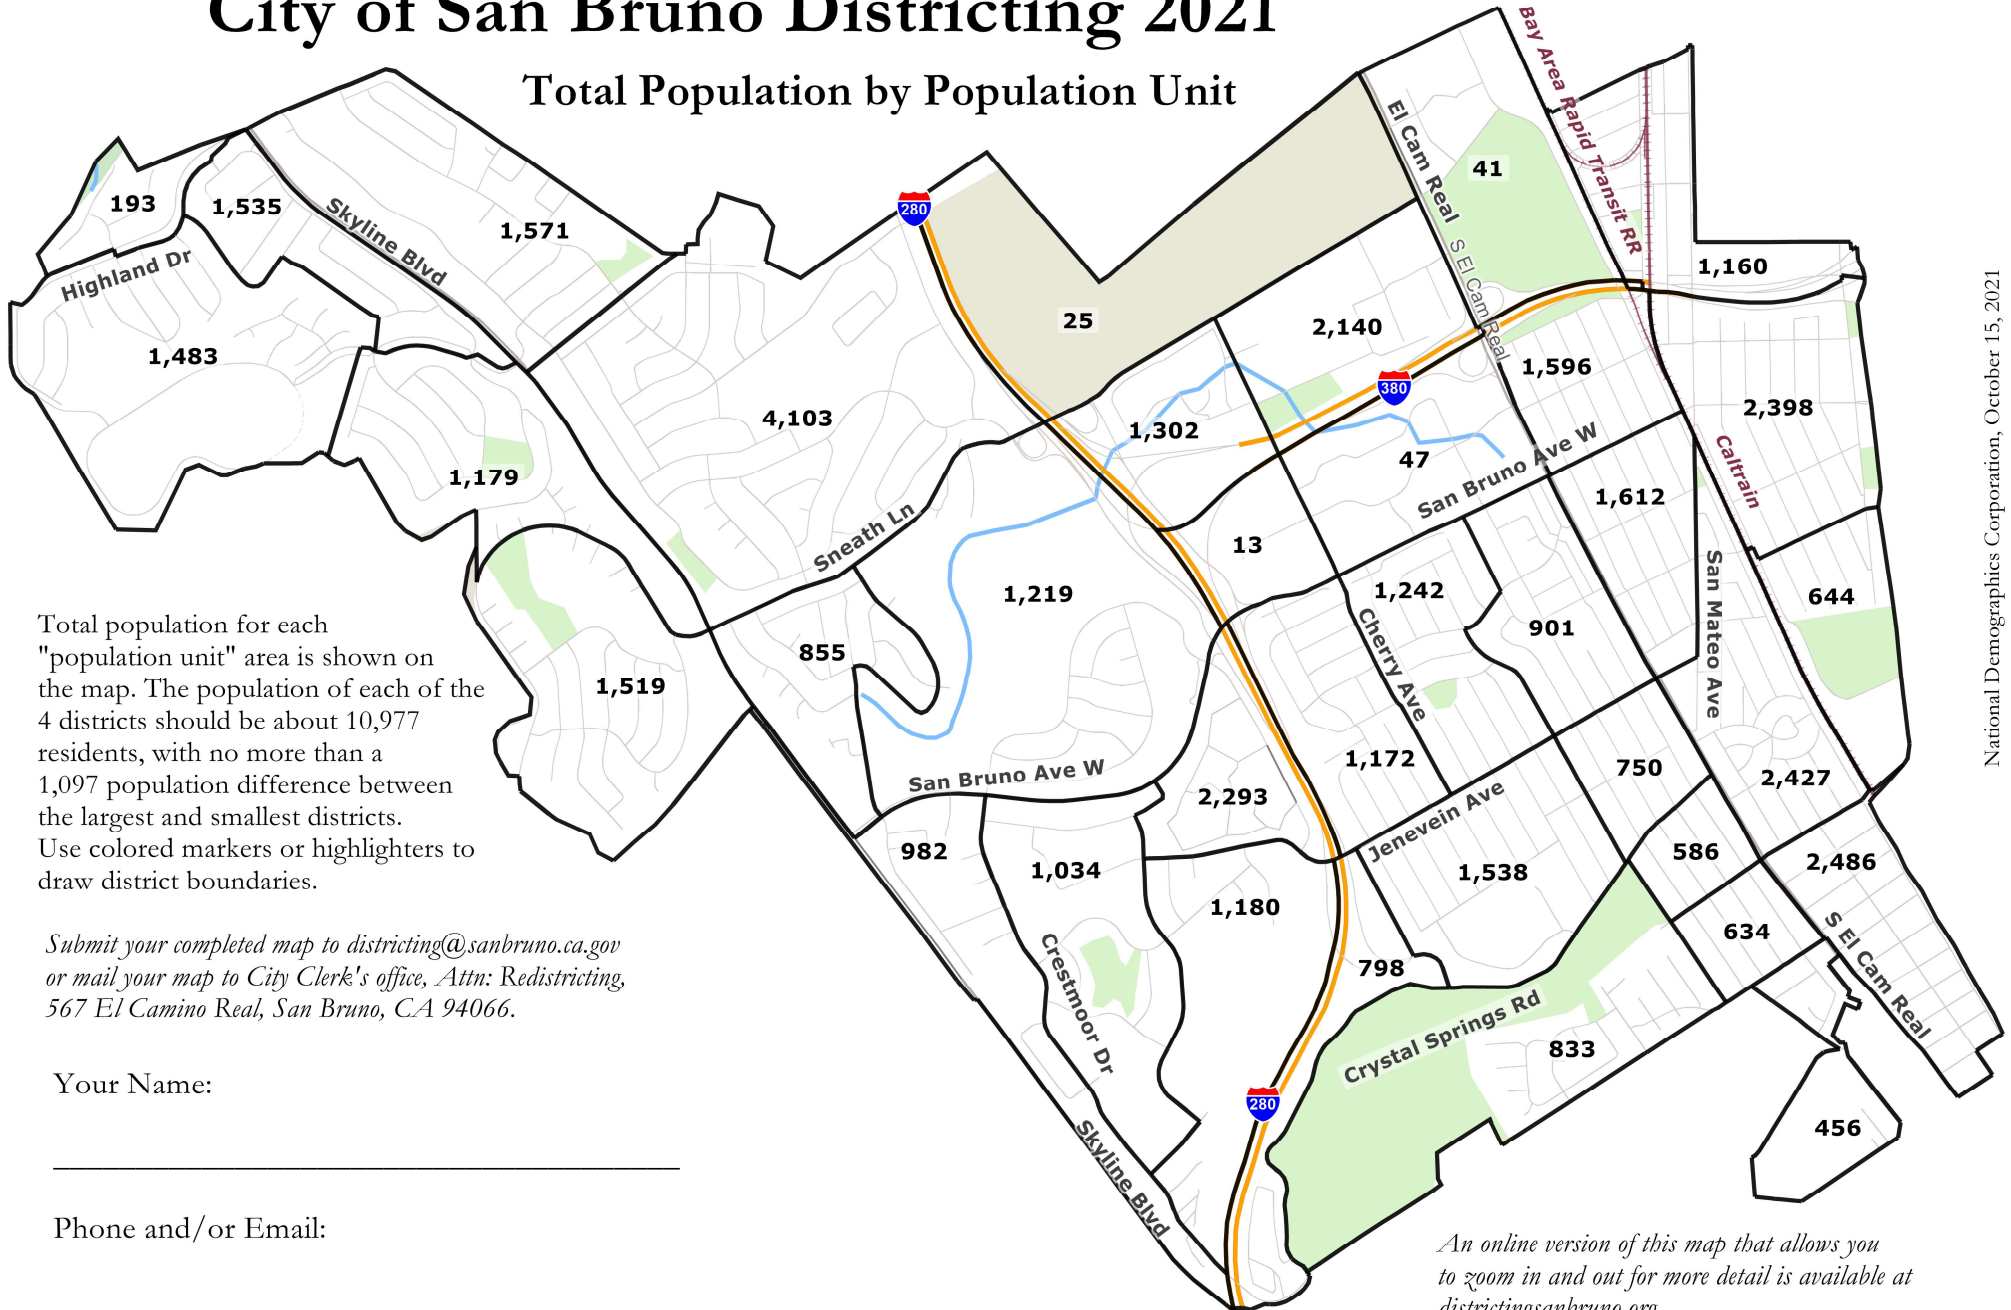 City of San Bruno Districting 2021
Total Population by Population Unit
Bay Area Rapid Transit RR
El Cam Real
41
280
193
1,535
Skyline Blvd
1,571
Highland Dr
S El Cam Real
1,160
25
2,140
1,483
1,596
380
2,398
4,103
1,302
47
San Bruno Ave W
Caltrain
1,179
1,612
Sneath Ln
13
1,219
1,242
San Mateo Ave
644
901
Cherry Ave
855
1,519
Total population for each
"population unit" area is shown on
the map. The population of each of the
4 districts should be about 10,977
residents, with no more than a
1,097 population difference between
the largest and smallest districts.
Use colored markers or highlighters to
draw district boundaries.
San Bruno Ave W
1,172
750
2,427
2,293
Jenevein Ave
982
1,034
1,538
586
2,486
1,180
634
S El Cam Real
Crestmoor Dr
798
Crystal Springs Rd
833
280
456
Skyline Blvd
Submit your completed map to districting@sanbruno.ca.gov
or mail your map to City Clerk's office, Attn: Redistricting,
567 El Camino Real, San Bruno, CA 94066.
Your Name:
Phone and/or Email:
An online version of this map that allows you
to zoom in and out for more detail is available at
districtingsanbruno.org
National Demographics Corporation, October 15, 2021